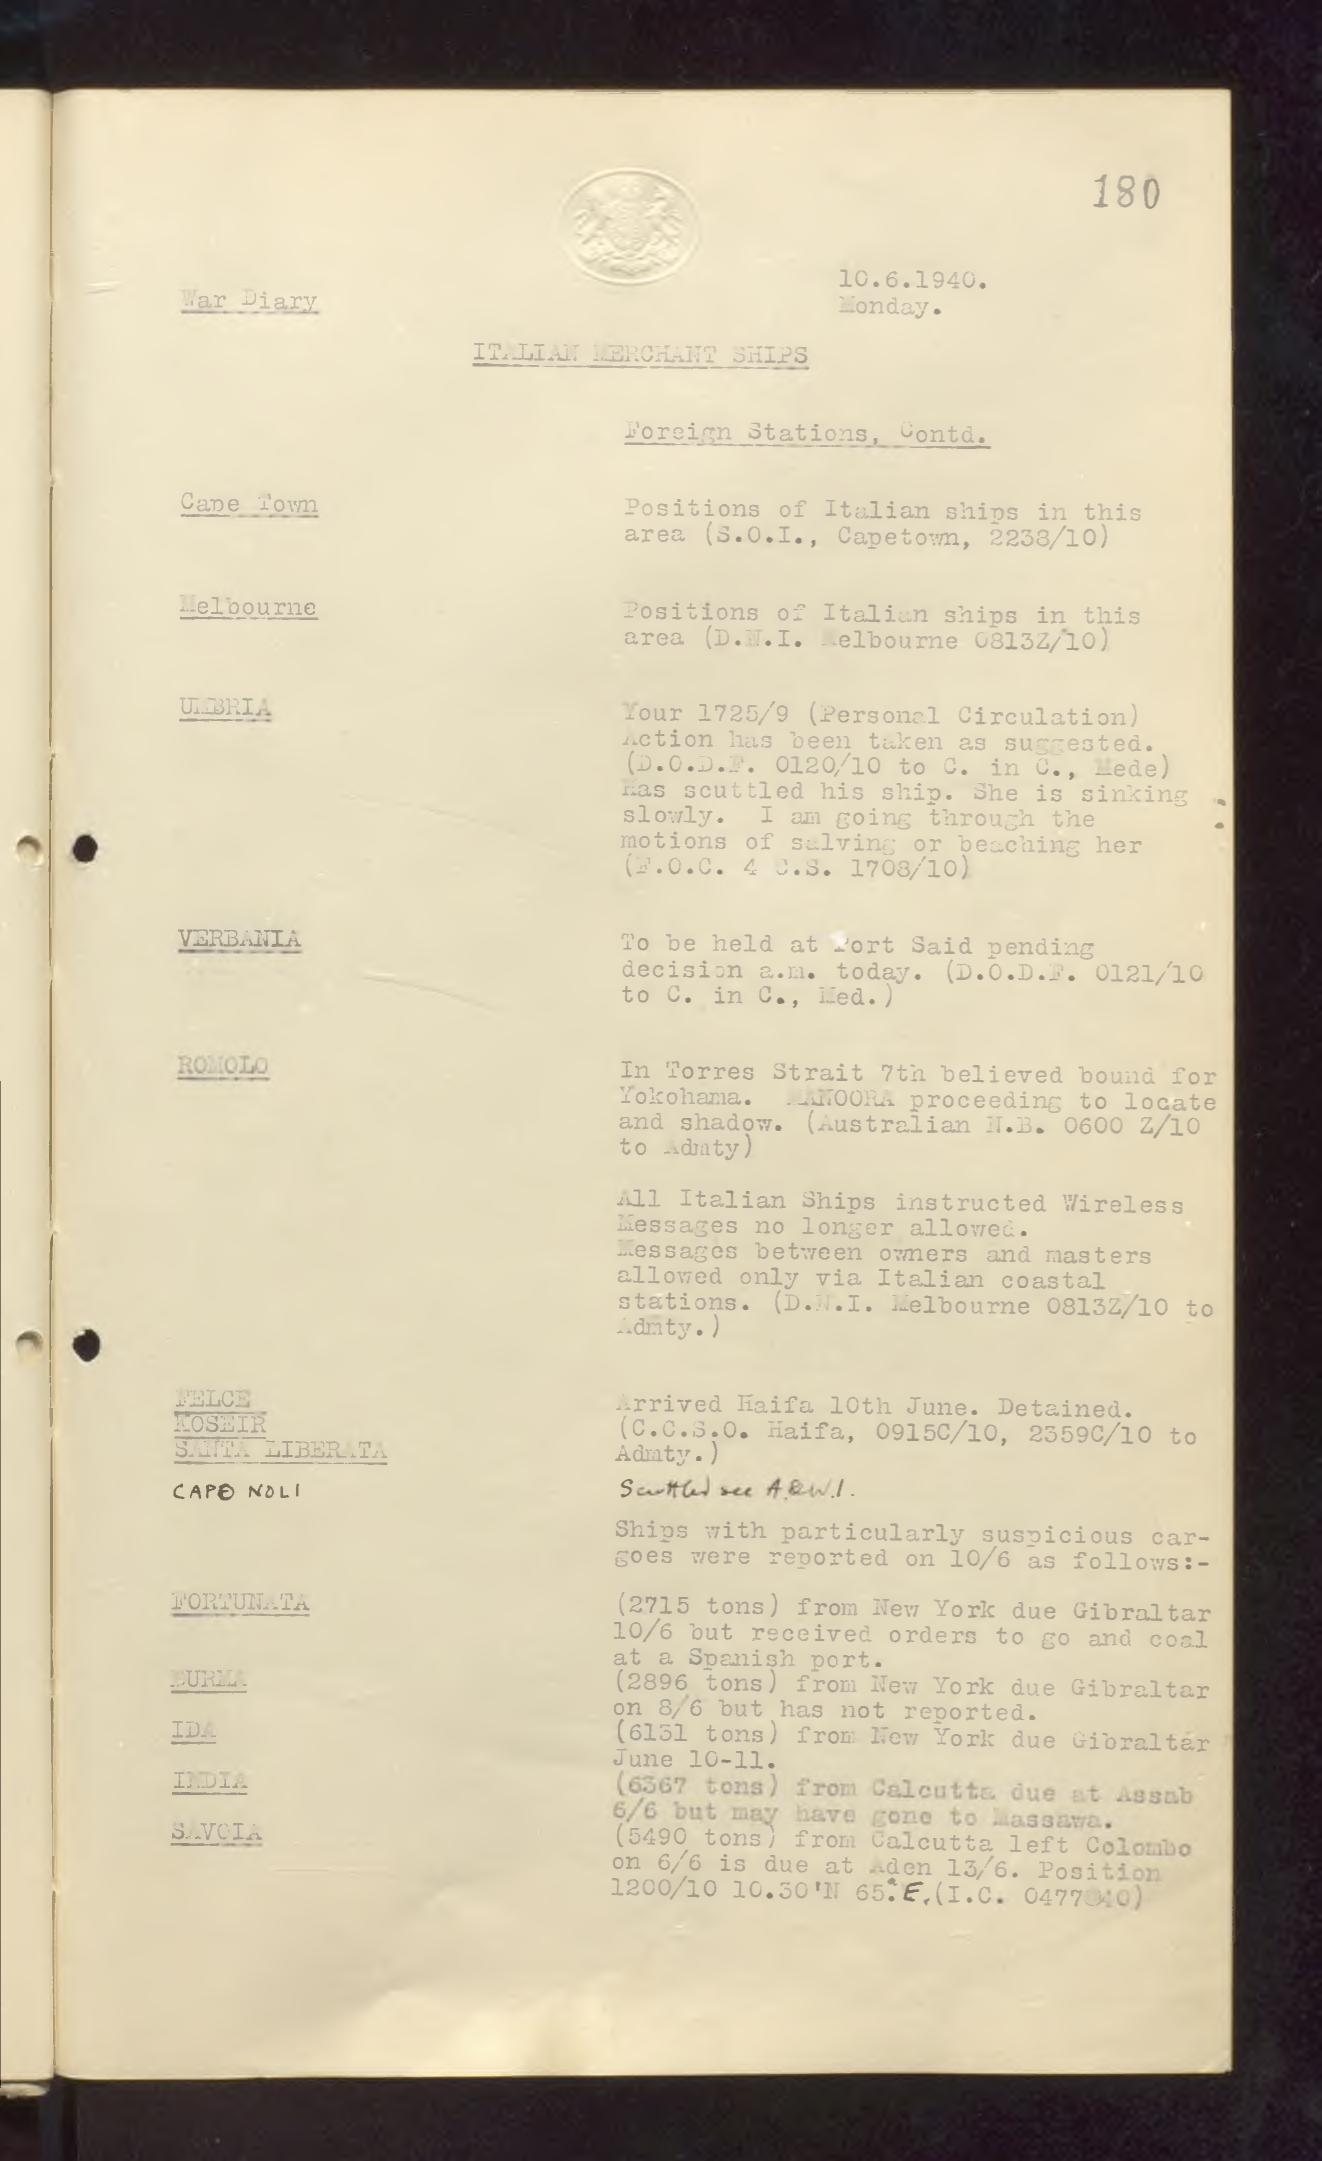 180
10.6.1940.
War Diary
Monday.
ITALIAN MERCHANT SHIPS
Foreign Stations, Contd.
Cape Town
Positions of Italian ships in this
area (S.O.I., Capetown, 2238/10)
Melbourne
Positions of Italian ships in this
area (D.N.I. Melbourne 0813Z/10)
UMBRIA
Your 1725/9 (Personal Circulation)
Action has been taken as suggested.
(D.O.D.F. 0120/10 to C. in C., Mede)
Has scuttled his ship. She is sinking
slowly. I am going through the
motions of salving or beaching her
(F.O.C. 4 C.S. 1708/10)
VERBANIA
To be held at Port Said pending
decision a.m. today. (D.O.D.F. 0121/10
to C. in C., Med.)
ROMOLO
In Torres Strait 7th believed bound for
Yokohama. MANOORA proceeding to locate
and shadow. (Australian N.B. 0600 Z/10
to Admty)
All Italian Ships instructed Wireless
Messages no longer allowed.
Messages between owners and masters
allowed only via Italian coastal
stations. (D.N.I. Melbourne 0813Z/10 to
Admty.)
FELCE
KOSEIR
SANTA LIBERATA
Arrived Haifa 10th June. Detained.
(C.C.S.O. Haifa, 0915C/10, 2359C/10 to
Admty.)
CAPO NOLI
Scuttled see A.&W.I.
Ships with particularly suspicious car-
goes were reported on 10/6 as follows:-
FORTUNATA
(2715 tons) from New York due Gibraltar
10/6 but received orders to go and coal
at a Spanish port.
BURMA
(2896 tons) from New York due Gibraltar
on 8/6 but has not reported.
IDA
(6131 tons) from New York due Gibraltar
June 10-11.
INDIA
(6367 tons) from Calcutta due at Assab
6/6 but may have gone to Massawa.
SAVOIA
(5490 tons) from Calcutta left Colombo
on 6/6 is due at Aden 13/6. Position
1200/10 10.30'N 65.°E.(I.C. 0477